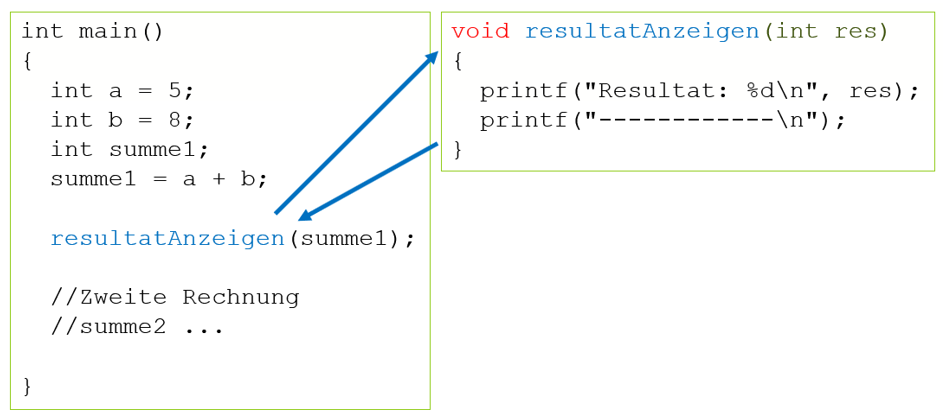 int main()
{
  int a = 5;
  int b = 8;
  int summe1;
  summe1 = a + b;
  resultatAnzeigen(summe1);
  //Zweite Rechnung
  //summe2 ...
}
void resultatAnzeigen(int res)
{
  printf("Resultat: %d\n", res);
  printf("------------\n");
}